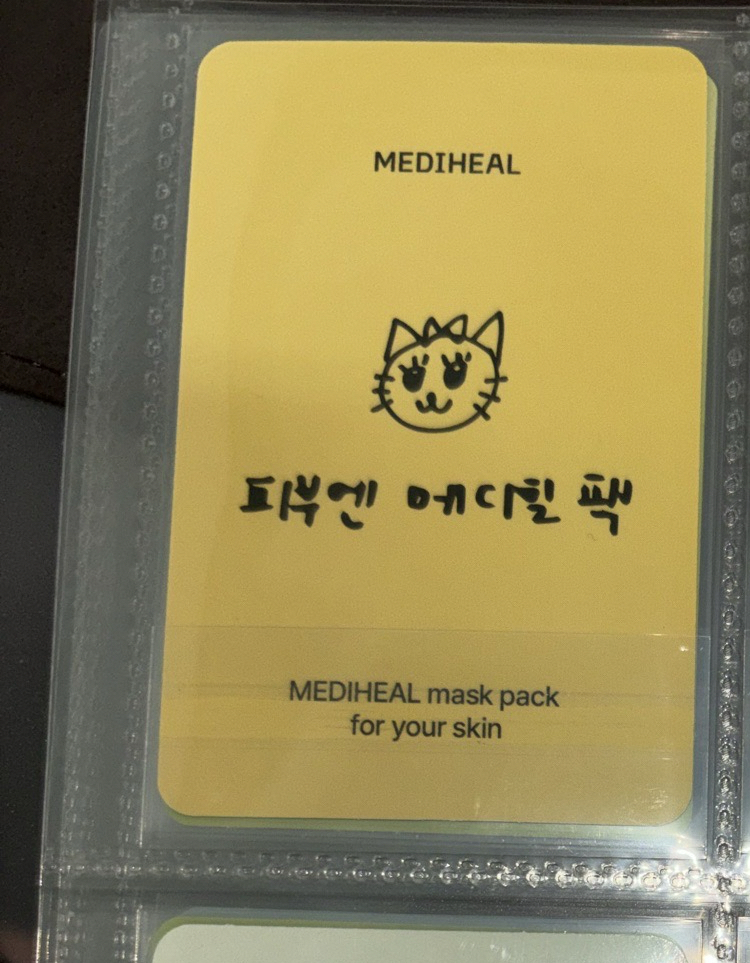 MEDIHEAL
피부엔 메디힐 팩
MEDIHEAL mask pack
for your skin